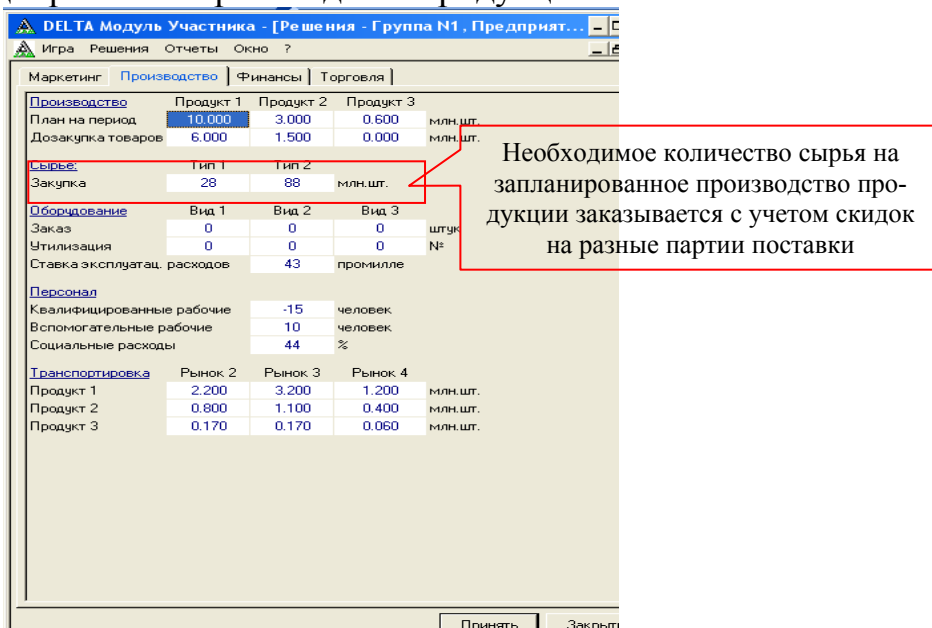 DELTA Модуль Участника - [Решения - Группа N1, Предприят...
Игра Решения Отчеты Окно ?
Маркетинг Производство Финансы Торговля
Производство Продукт 1 Продукт 2 Продукт 3
План на период 10.000 3.000 0.600 млн.шт.
Дозакупка товаров 6.000 1.500 0.000 млн.шт.
Сырье: Тип 1 Тип 2
Закупка 28 88 млн.шт.
Необходимое количество сырья на
запланированное производство про-
дукции заказывается с учетом скидок
на разные партии поставки
Оборудование Вид 1 Вид 2 Вид 3
Заказ 0 0 0 штук
Утилизация 0 0 0 №
Ставка эксплуатац. расходов 43 промилле
Персонал
Квалифицированные рабочие -15 человек
Вспомогательные рабочие 10 человек
Социальные расходы 44 %
Транспортировка Рынок 2 Рынок 3 Рынок 4
Продукт 1 2.200 3.200 1.200 млн.шт.
Продукт 2 0.800 1.100 0.400 млн.шт.
Продукт 3 0.170 0.170 0.060 млн.шт.
Принять